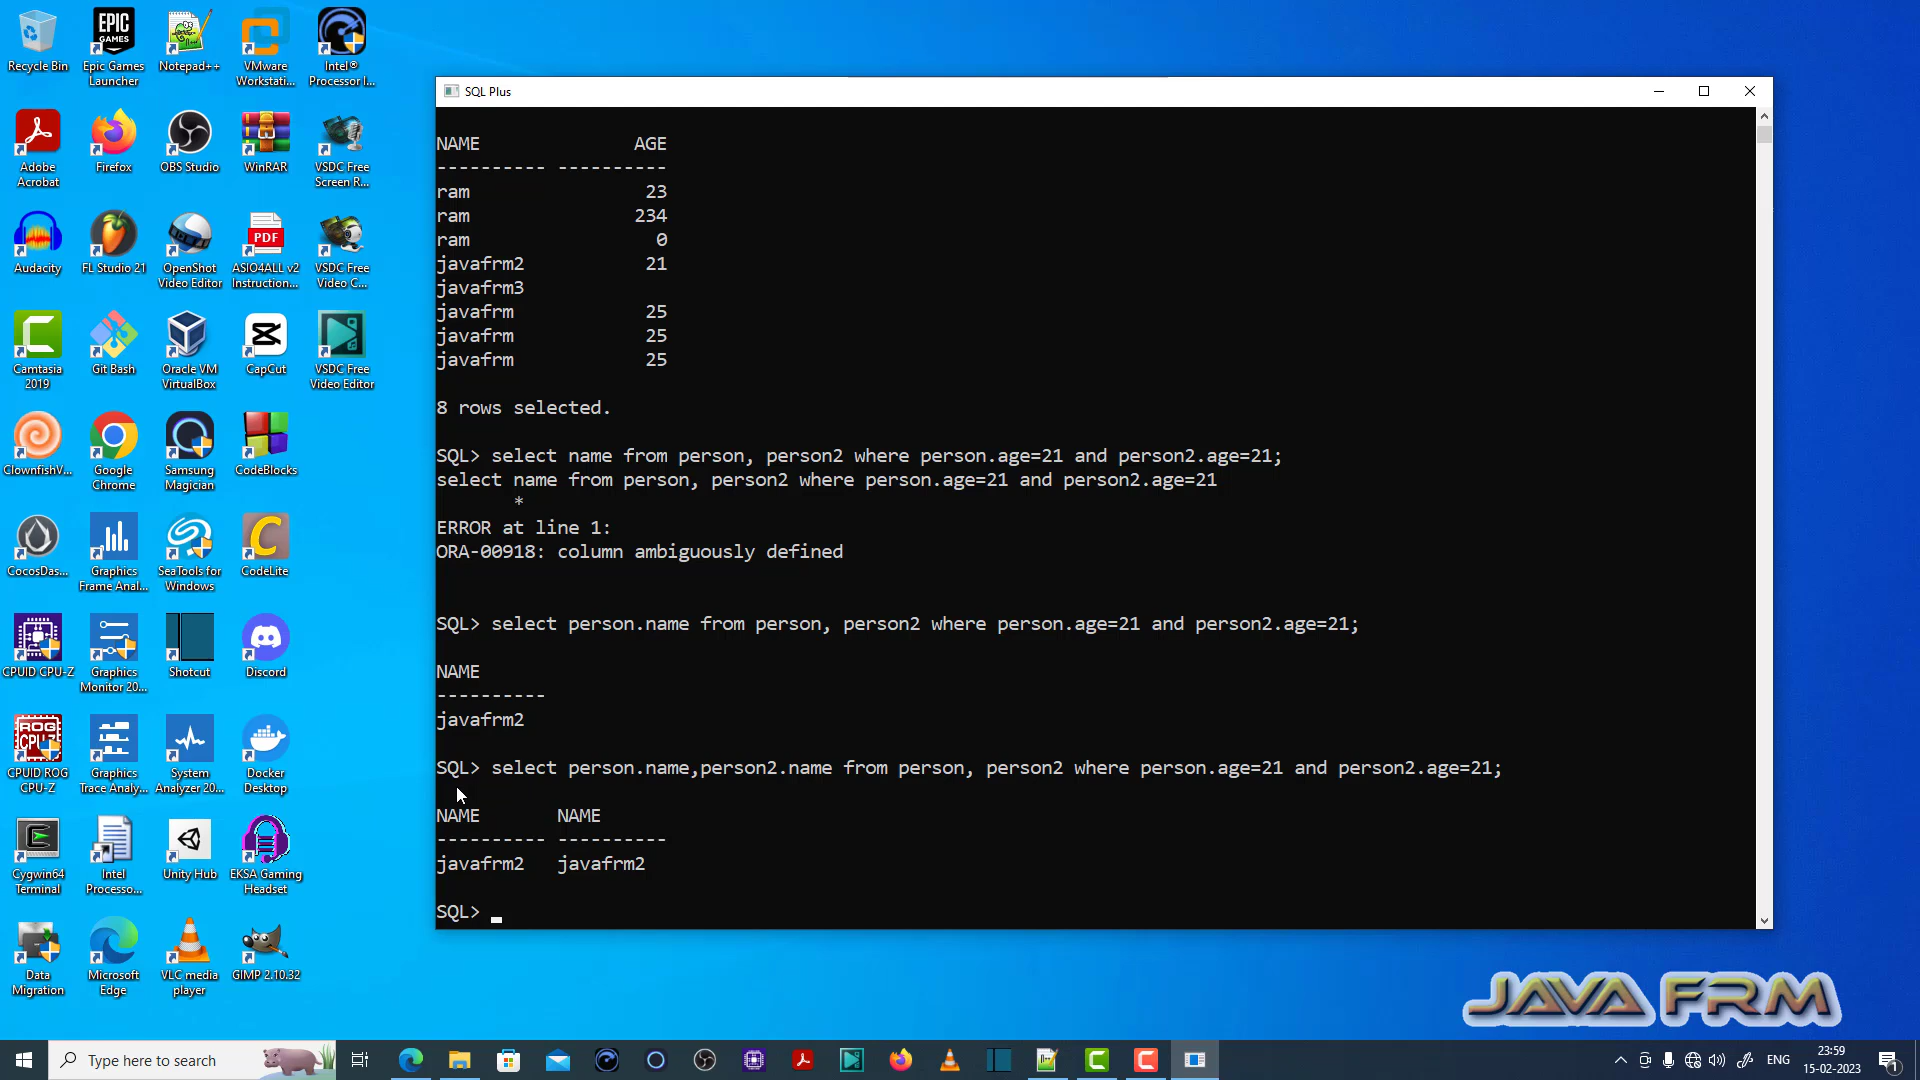 Recycle Bin
Epic Games Launcher
Notepad++
VMware Workstati...
Intel® Processor I...
Adobe Acrobat
Firefox
OBS Studio
WinRAR
VSDC Free Screen R...
Audacity
FL Studio 21
OpenShot Video Editor
ASIO4ALL v2 Instruction...
VSDC Free Video C...
Camtasia 2019
Git Bash
Oracle VM VirtualBox
CapCut
VSDC Free Video Editor
ClownfishV...
Google Chrome
Samsung Magician
CodeBlocks
CocosDas...
Graphics Frame Anal...
SeaTools for Windows
CodeLite
CPUID CPU-Z
Graphics Monitor 20...
Shotcut
Discord
CPUID ROG CPU-Z
Graphics Trace Analy...
System Analyzer 20...
Docker Desktop
Cygwin64 Terminal
Intel Processo...
Unity Hub
EKSA Gaming Headset
Data Migration
Microsoft Edge
VLC media player
GIMP 2.10.32
SQL Plus
NAME AGE
---------- ----------
ram 23
ram 234
ram 0
javafrm2 21
javafrm3
javafrm 25
javafrm 25
javafrm 25
8 rows selected.
SQL> select name from person, person2 where person.age=21 and person2.age=21;
select name from person, person2 where person.age=21 and person2.age=21
*
ERROR at line 1:
ORA-00918: column ambiguously defined
SQL> select person.name from person, person2 where person.age=21 and person2.age=21;
NAME
----------
javafrm2
SQL> select person.name,person2.name from person, person2 where person.age=21 and person2.age=21;
NAME NAME
---------- ----------
javafrm2 javafrm2
SQL>
JAVA FRM
Type here to search
ENG
23:59
15-02-2023